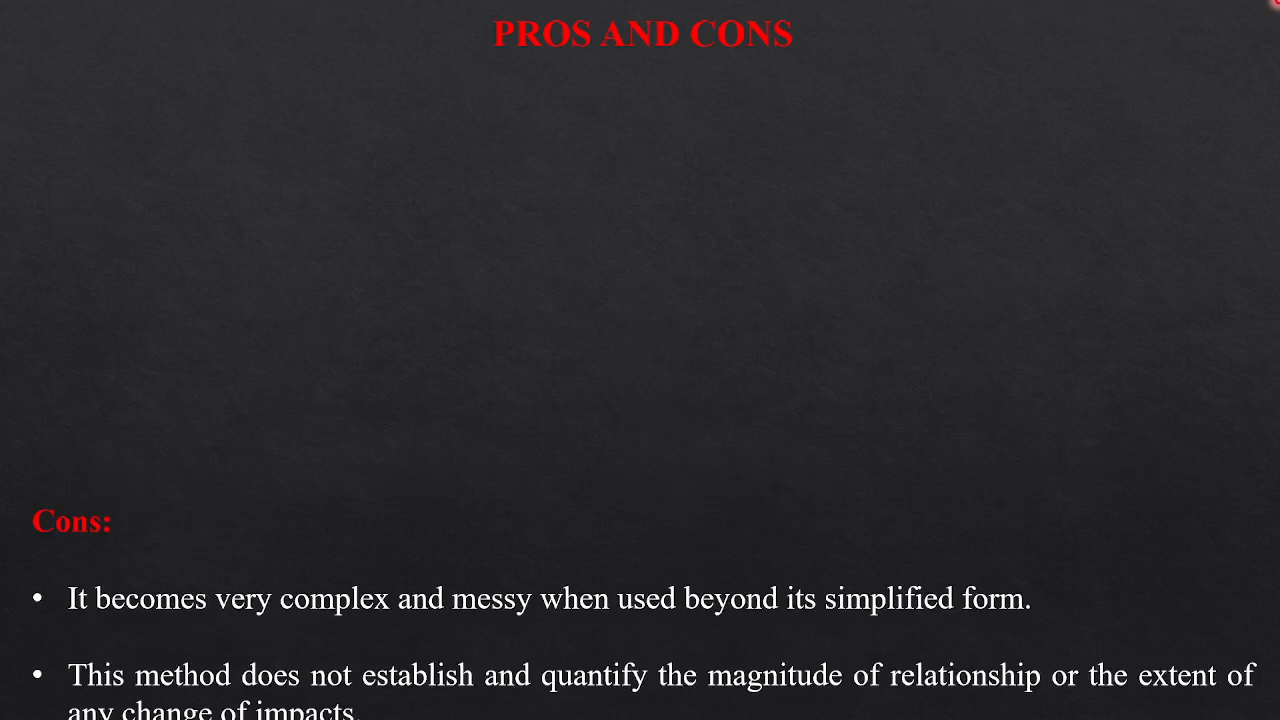 PROS AND CONS
Cons:
• It becomes very complex and messy when used beyond its simplified form.
• This method does not establish and quantify the magnitude of relationship or the extent of
any change of impacts.